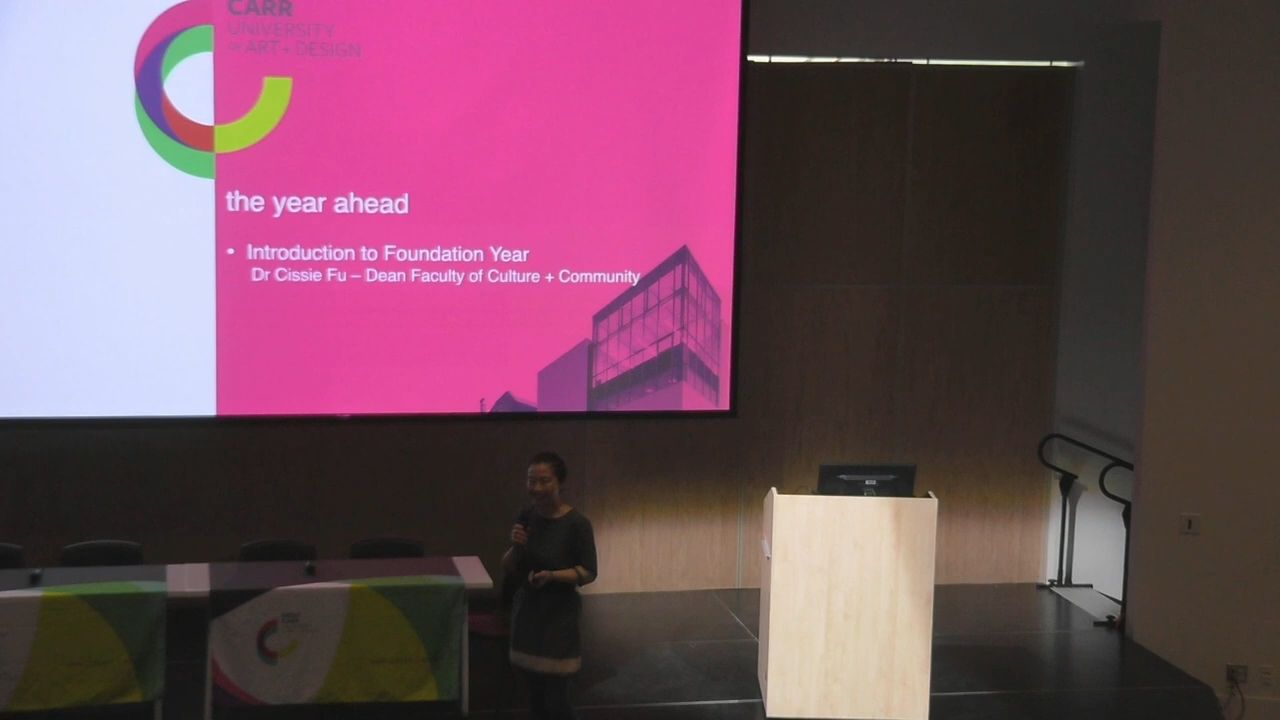 CARR
UNIVERSITY
OF ART + DESIGN
the year ahead
• Introduction to Foundation Year
Dr Cissie Fu – Dean Faculty of Culture + Community